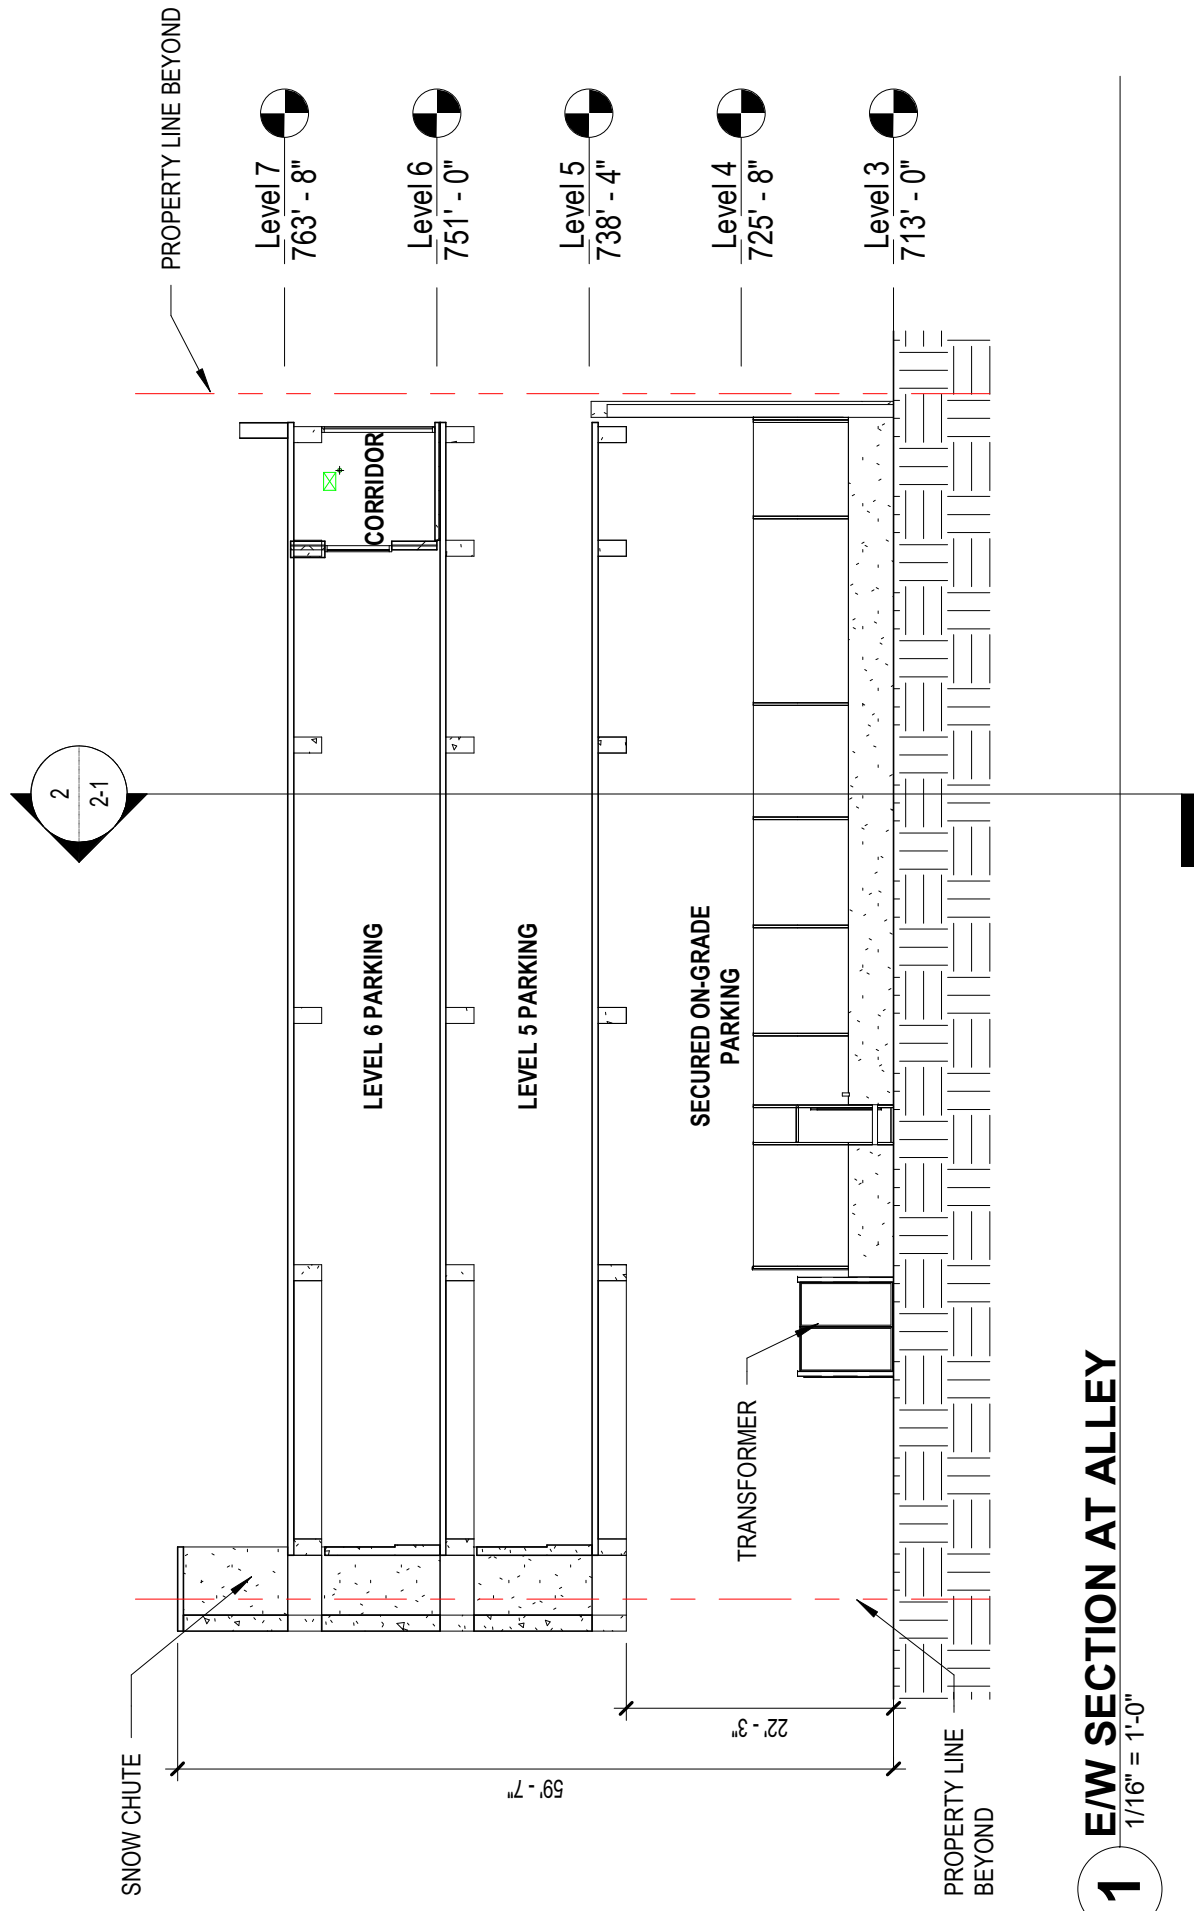 PROPERTY LINE BEYOND
Level 7
763' - 8"
Level 6
751' - 0"
Level 5
738' - 4"
Level 4
725' - 8"
Level 3
713' - 0"
2
2-1
CORRIDOR
LEVEL 6 PARKING
LEVEL 5 PARKING
SECURED ON-GRADE
PARKING
TRANSFORMER
SNOW CHUTE
59' - 7"
22' - 3"
PROPERTY LINE
BEYOND
1
E/W SECTION AT ALLEY
1/16" = 1'-0"